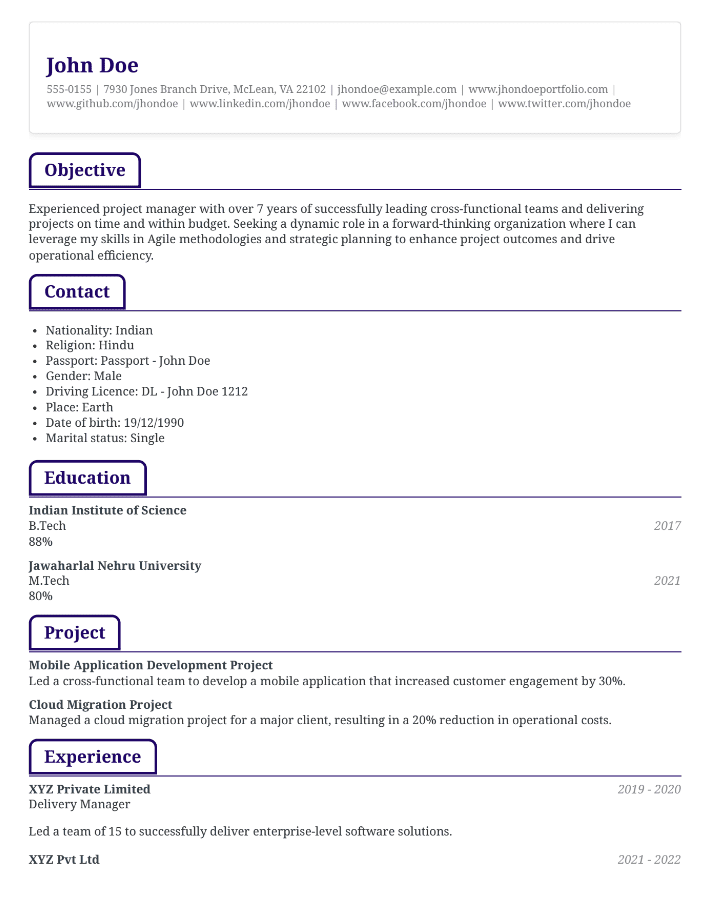 John Doe
555-0155 | 7930 Jones Branch Drive, McLean, VA 22102 | jhondoe@example.com | www.jhondoeportfolio.com |
www.github.com/jhondoe | www.linkedin.com/jhondoe | www.facebook.com/jhondoe | www.twitter.com/jhondoe
Objective
Experienced project manager with over 7 years of successfully leading cross-functional teams and delivering
projects on time and within budget. Seeking a dynamic role in a forward-thinking organization where I can
leverage my skills in Agile methodologies and strategic planning to enhance project outcomes and drive
operational efficiency.
Contact
• Nationality: Indian
• Religion: Hindu
• Passport: Passport - John Doe
• Gender: Male
• Driving Licence: DL - John Doe 1212
• Place: Earth
• Date of birth: 19/12/1990
• Marital status: Single
Education
Indian Institute of Science
B.Tech 2017
88%
Jawaharlal Nehru University
M.Tech 2021
80%
Project
Mobile Application Development Project
Led a cross-functional team to develop a mobile application that increased customer engagement by 30%.
Cloud Migration Project
Managed a cloud migration project for a major client, resulting in a 20% reduction in operational costs.
Experience
XYZ Private Limited 2019 - 2020
Delivery Manager
Led a team of 15 to successfully deliver enterprise-level software solutions.
XYZ Pvt Ltd 2021 - 2022